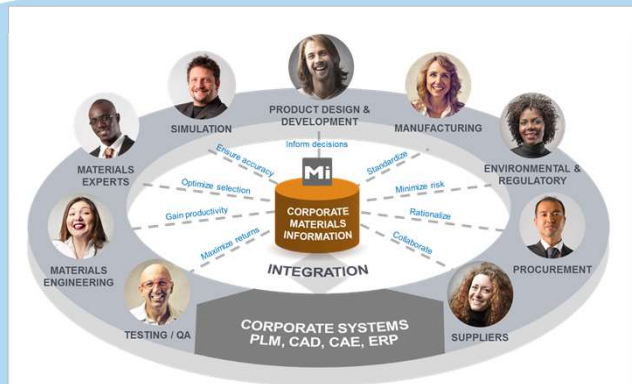 PRODUCT DESIGN &
DEVELOPMENT
SIMULATION
MANUFACTURING
MATERIALS
EXPERTS
ENVIRONMENTAL &
REGULATORY
MATERIALS
ENGINEERING
PROCUREMENT
TESTING / QA
SUPPLIERS
Inform decisions
Ensure accuracy
Standardize
Optimize selection
Minimize risk
Gain productivity
Rationalize
Maximize returns
Collaborate
Mi
CORPORATE
MATERIALS
INFORMATION
INTEGRATION
CORPORATE SYSTEMS
PLM, CAD, CAE, ERP